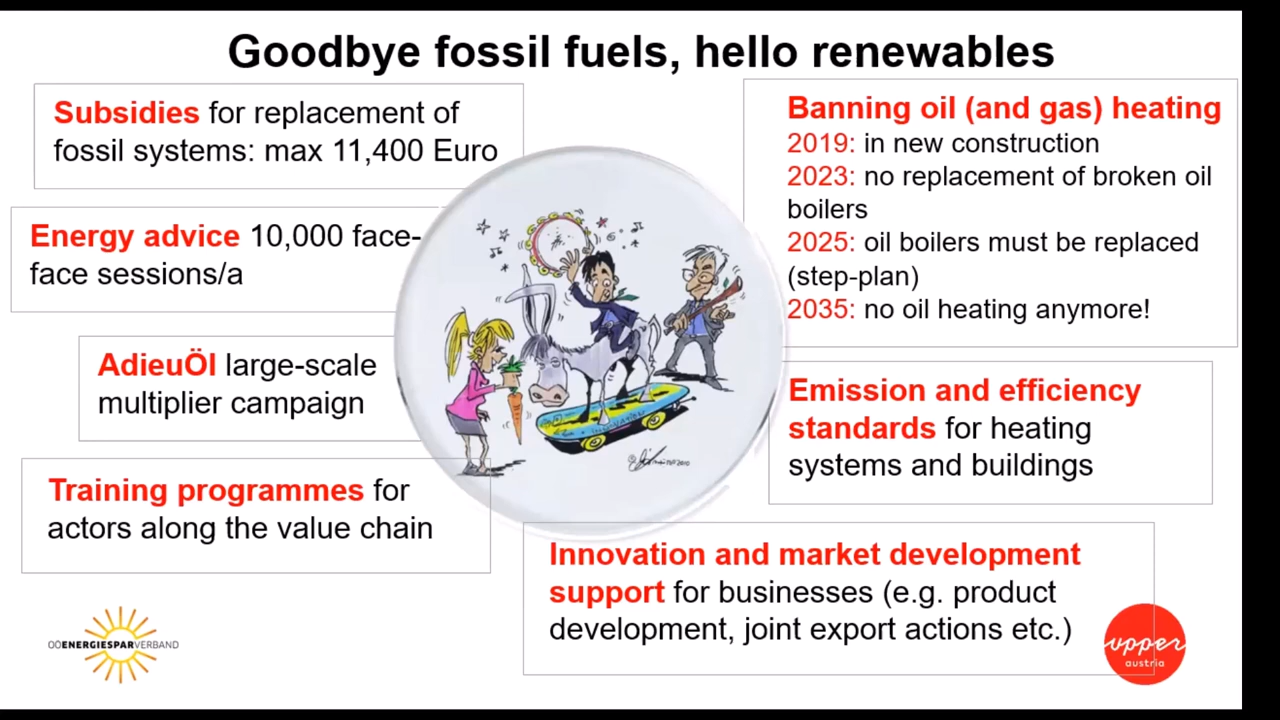 Goodbye fossil fuels, hello renewables
Subsidies for replacement of
fossil systems: max 11,400 Euro
Energy advice 10,000 face-
face sessions/a
AdieuÖl large-scale
multiplier campaign
Training programmes for
actors along the value chain
Banning oil (and gas) heating
2019: in new construction
2023: no replacement of broken oil
boilers
2025: oil boilers must be replaced
(step-plan)
2035: no oil heating anymore!
Emission and efficiency
standards for heating
systems and buildings
Innovation and market development
support for businesses (e.g. product
development, joint export actions etc.)
INNOVATION
OÖENERGIESPARVERBAND
upper
austria